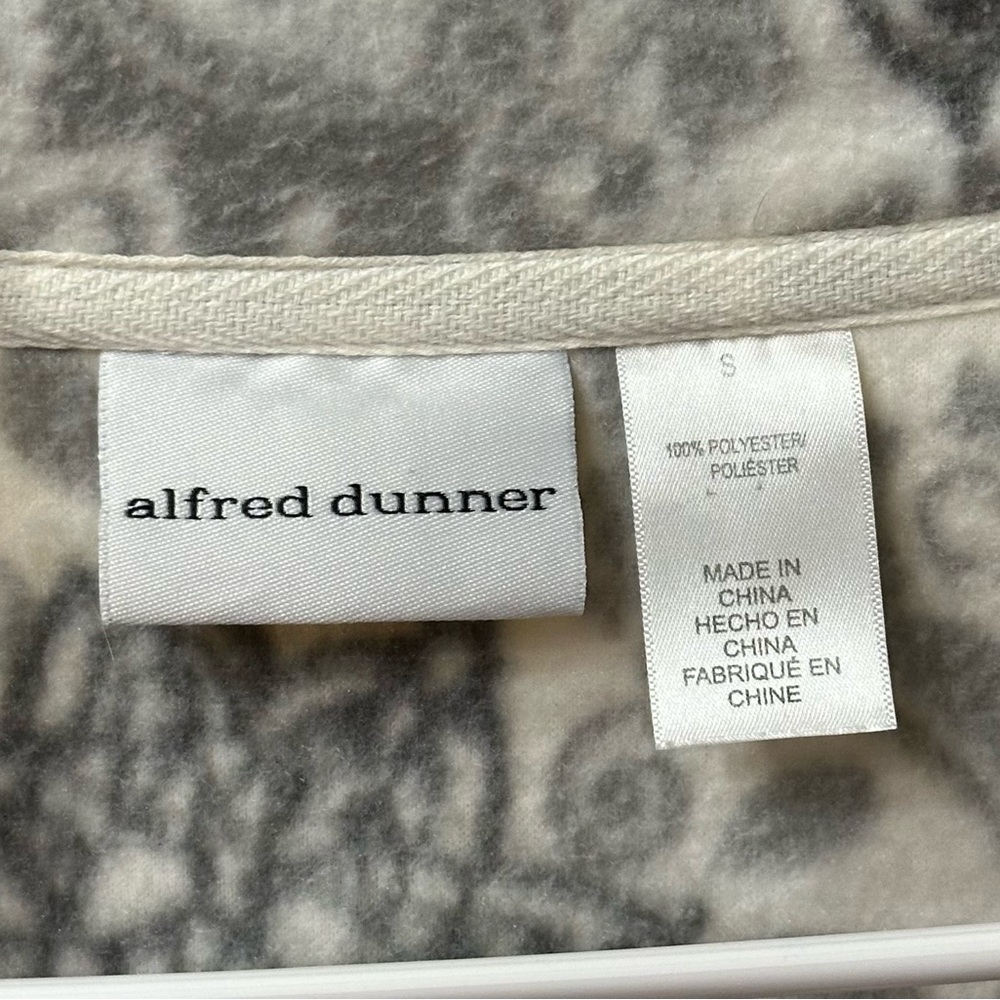 alfred dunner
S
100% POLYESTER/
POLIÉSTER
MADE IN
CHINA
HECHO EN
CHINA
FABRIQUÉ EN
CHINE